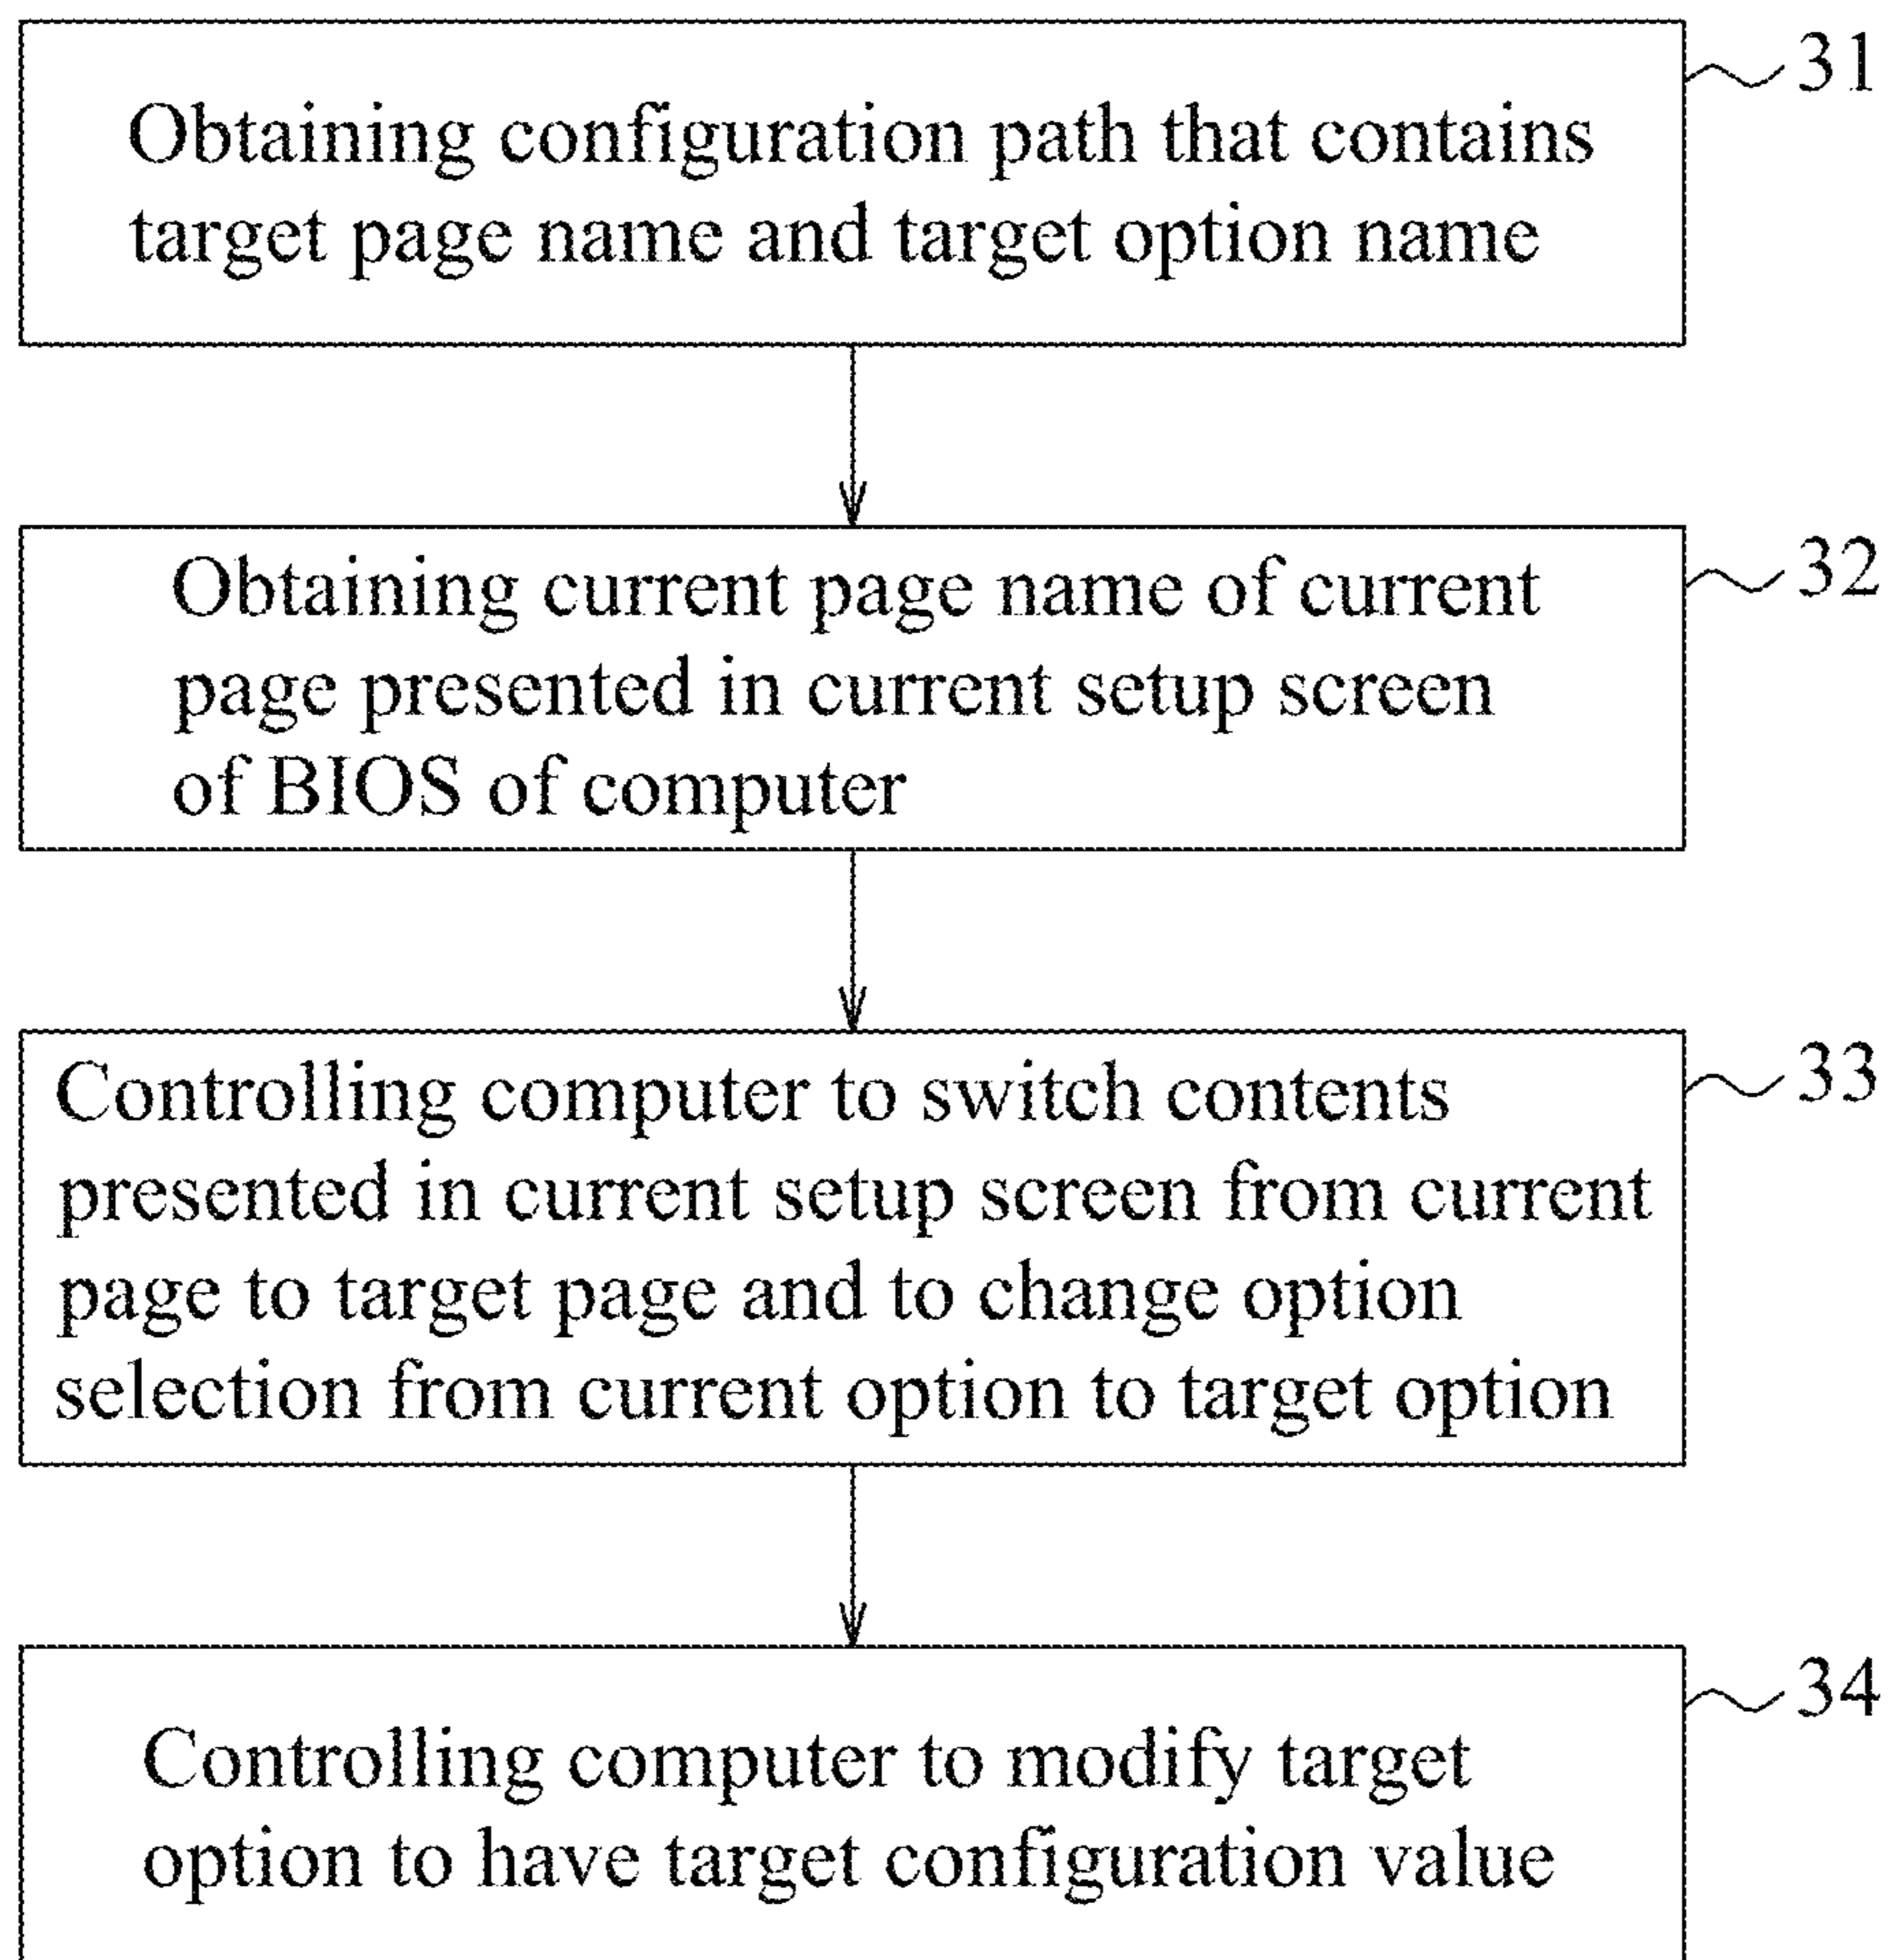 31
Obtaining configuration path that contains
target page name and target option name
32
Obtaining current page name of current
page presented in current setup screen
of BIOS of computer
33
Controlling computer to switch contents
presented in current setup screen from current
page to target page and to change option
selection from current option to target option
34
Controlling computer to modify target
option to have target configuration value